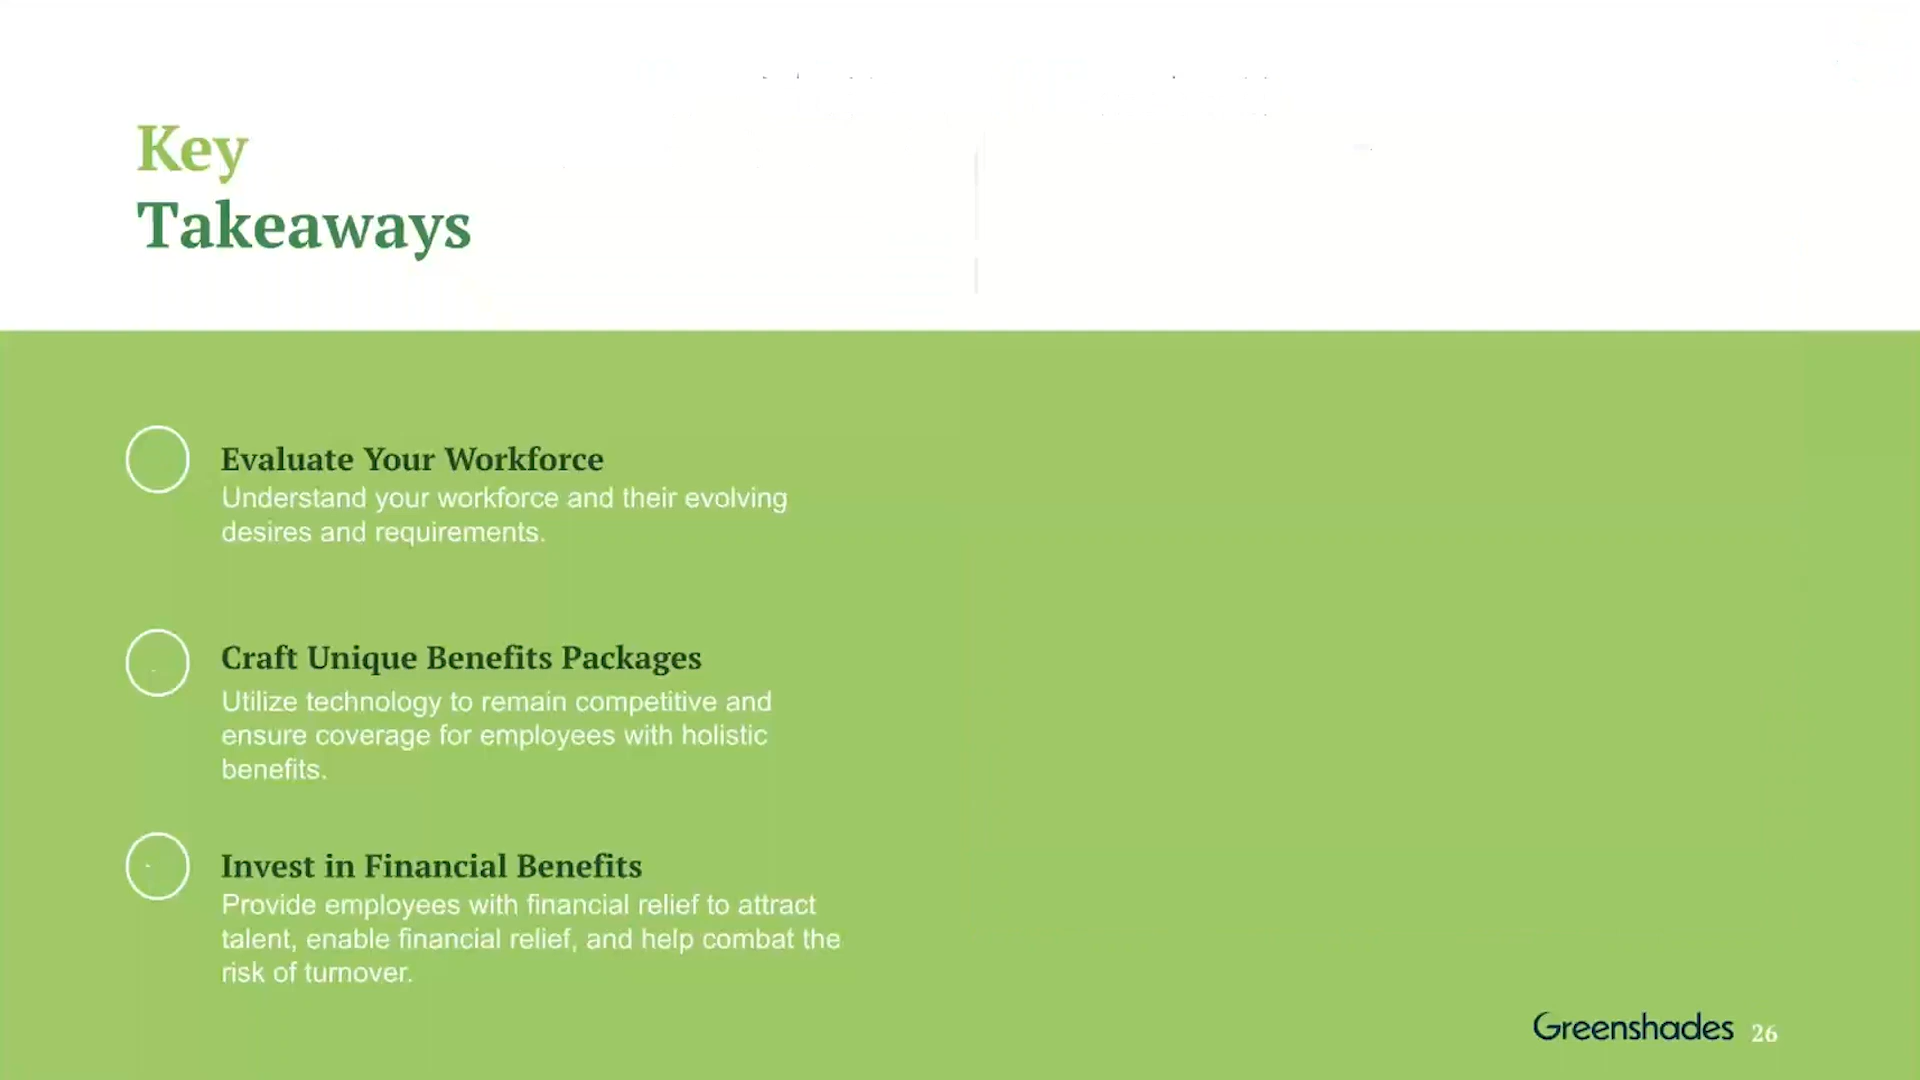 Key
Takeaways
Evaluate Your Workforce
Understand your workforce and their evolving
desires and requirements.
Craft Unique Benefits Packages
Utilize technology to remain competitive and
ensure coverage for employees with holistic
benefits.
Invest in Financial Benefits
Provide employees with financial relief to attract
talent, enable financial relief, and help combat the
risk of turnover.
Greenshades 26